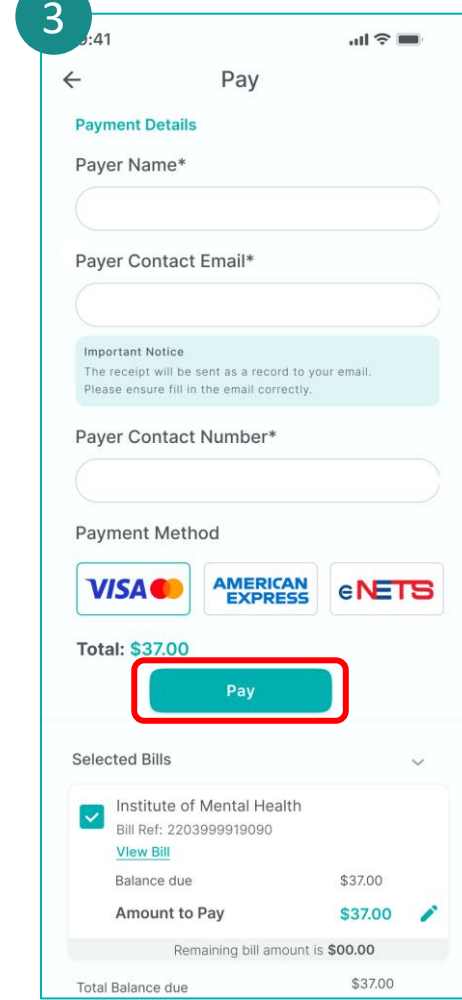 3
9:41
Pay
Payment Details
Payer Name*
Payer Contact Email*
Important Notice
The receipt will be sent as a record to your email.
Please ensure fill in the email correctly.
Payer Contact Number*
Payment Method
VISA
AMERICAN
EXPRESS
eNETS
Total: $37.00
Pay
Selected Bills
Institute of Mental Health
Bill Ref: 2203999919090
VIew Bill
Balance due $37.00
Amount to Pay $37.00
Remaining bill amount is $00.00
Total Balance due $37.00